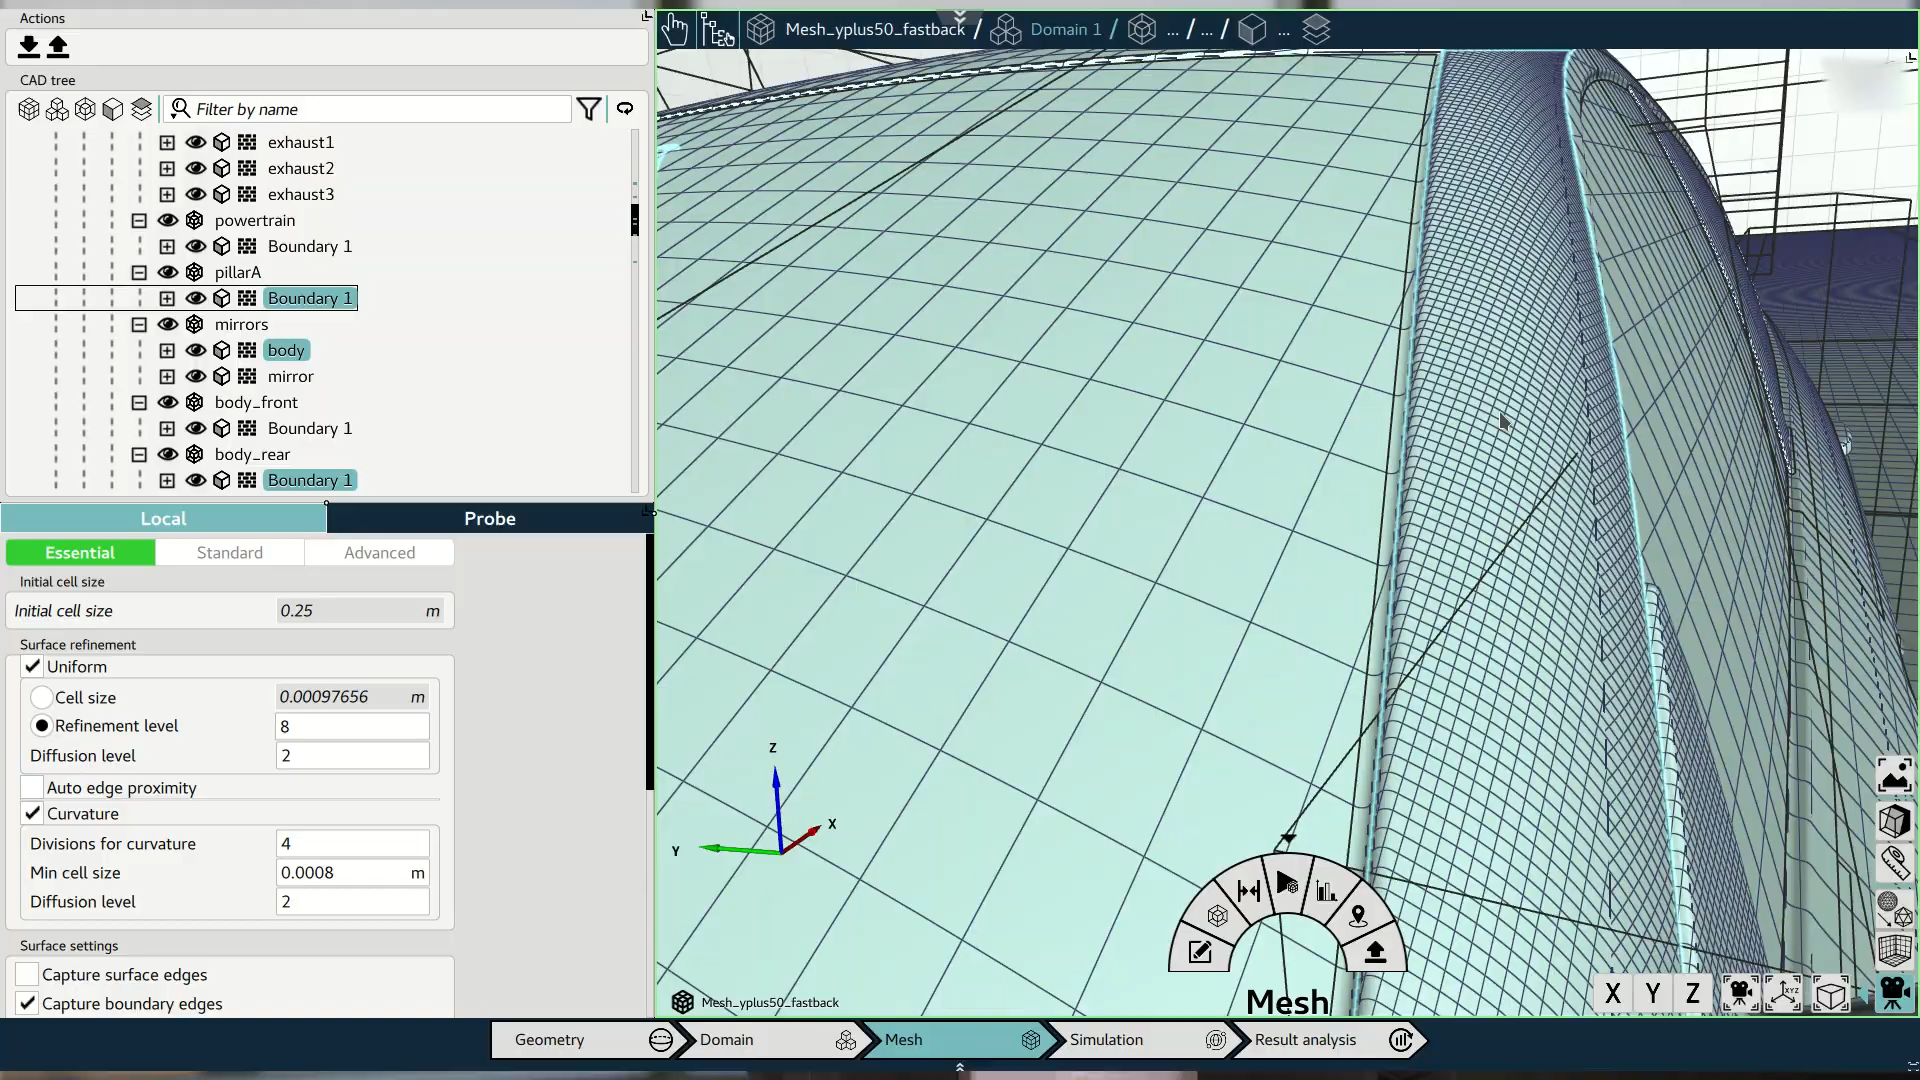 Actions
CAD tree
Filter by name
exhaust1
exhaust2
exhaust3
powertrain
Boundary 1
pillarA
Boundary 1
mirrors
body
mirror
body_front
Boundary 1
body_rear
Boundary 1
Local Probe
Essential Standard Advanced
Initial cell size
Initial cell size 0.25 m
Surface refinement
Uniform
Cell size 0.00097656 m
Refinement level 8
Diffusion level 2
Auto edge proximity
Curvature
Divisions for curvature 4
Min cell size 0.0008 m
Diffusion level 2
Surface settings
Capture surface edges
Capture boundary edges
Mesh_yplus50_fastback / Domain 1 / ... / ... / ...
Z
X
Y
Mesh
Mesh_yplus50_fastback
X Y Z
XYZ
Geometry Domain Mesh Simulation Result analysis